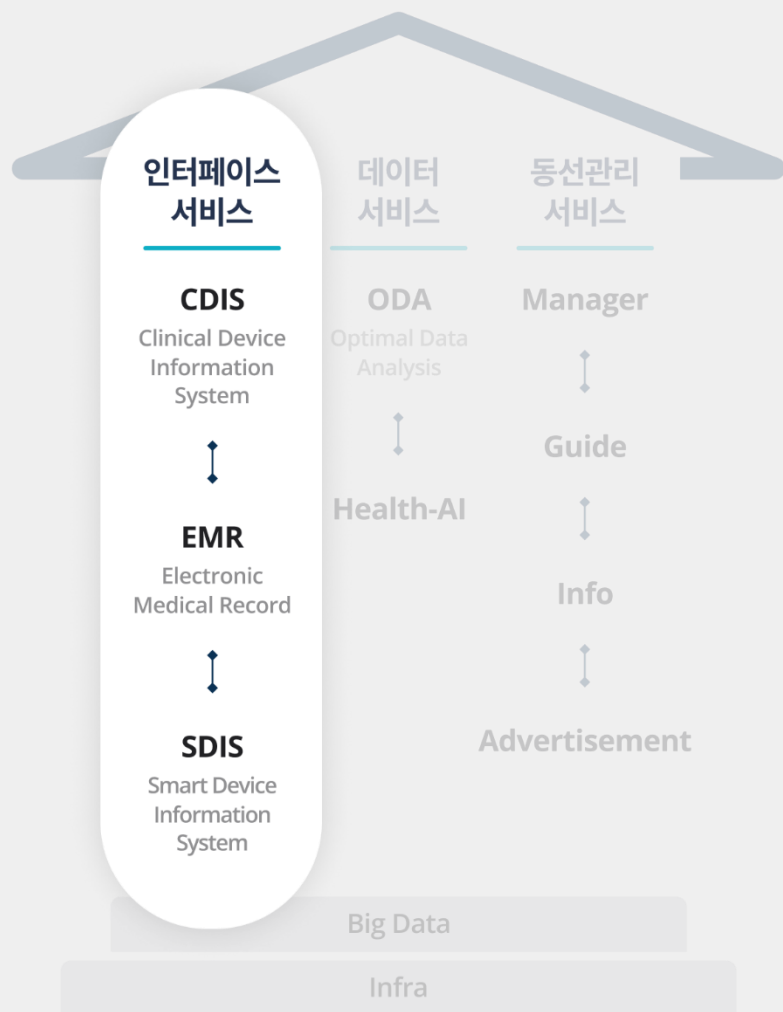 인터페이스
서비스
CDIS
Clinical Device
Information
System
EMR
Electronic
Medical Record
SDIS
Smart Device
Information
System
데이터
서비스
ODA
Optimal Data
Analysis
Health-AI
동선관리
서비스
Manager
Guide
Info
Advertisement
Big Data
Infra